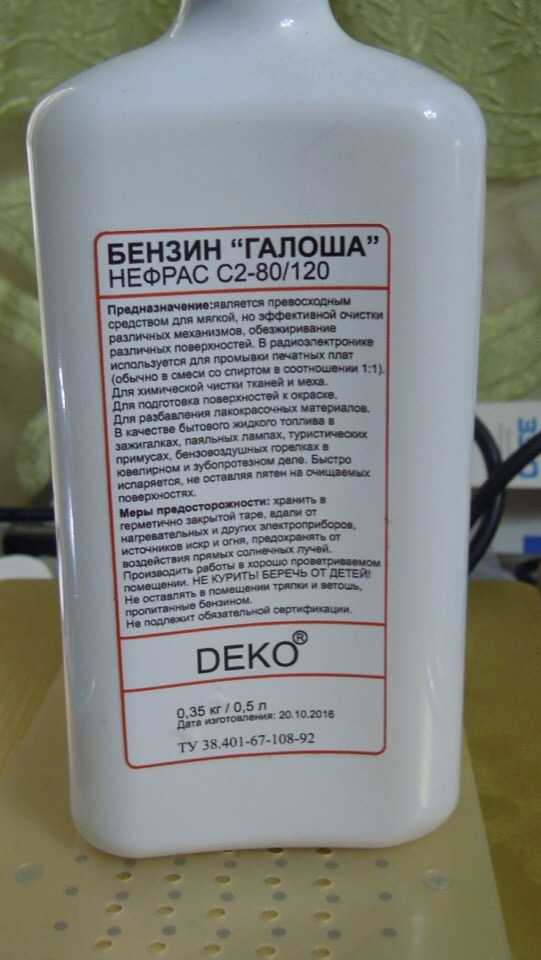 БЕНЗИН “ГАЛОША”
НЕФРАС С2-80/120
Предназначение:является превосходным
средством для мягкой, но эффективной очистки
различных механизмов, обезжиривание
различных поверхностей. В радиоэлектронике
используется для промывки печатных плат
(обычно в смеси со спиртом в соотношении 1:1).
Для химической чистки тканей и меха.
Для подготовка поверхностей к окраске.
Для разбавления лакокрасочных материалов.
В качестве бытового жидкого топлива в
зажигалках, паяльных лампах, туристических
примусах, бензовоздушных горелках в
ювелирном и зубопротезном деле. Быстро
испаряется, не оставляя пятен на очищаемых
поверхностях.
Меры предосторожности: хранить в
герметично закрытой таре, вдали от
нагревательных и других электроприборов,
источников искр и огня, предохранять от
воздействия прямых солнечных лучей.
Производить работы в хорошо проветриваемом
помещении. НЕ КУРИТЬ! БЕРЕЧЬ ОТ ДЕТЕЙ!
Не оставлять в помещении тряпки и ветошь,
пропитанные бензином.
Не подлежит обязательной сертификации.
DEKO®
0,35 кг / 0,5 л
Дата изготовления: 20.10.2016
ТУ 38.401-67-108-92